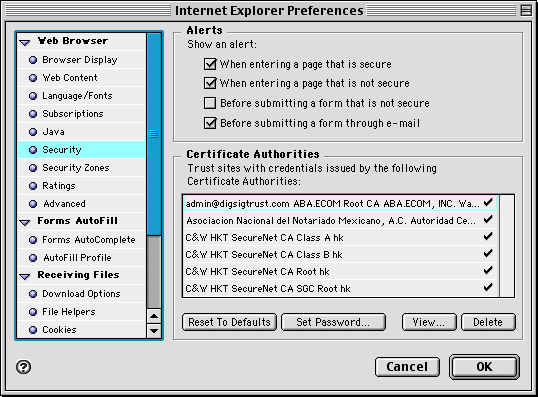 Internet Explorer Preferences
Web Browser
Browser Display
Web Content
Language/Fonts
Subscriptions
Java
Security
Security Zones
Ratings
Advanced
Forms AutoFill
Forms AutoComplete
AutoFill Profile
Receiving Files
Download Options
File Helpers
Cookies
Alerts
Show an alert:
When entering a page that is secure
When entering a page that is not secure
Before submitting a form that is not secure
Before submitting a form through e-mail
Certificate Authorities
Trust sites with credentials issued by the following
Certificate Authorities:
admin@digsigtrust.com ABA.ECOM Root CA ABA.ECOM, INC. Wa...
Asociacion Nacional del Notariado Mexicano, A.C. Autoridad Ce...
C&W HKT SecureNet CA Class A hk
C&W HKT SecureNet CA Class B hk
C&W HKT SecureNet CA Root hk
C&W HKT SecureNet CA SGC Root hk
Reset To Defaults
Set Password...
View...
Delete
?
Cancel
OK